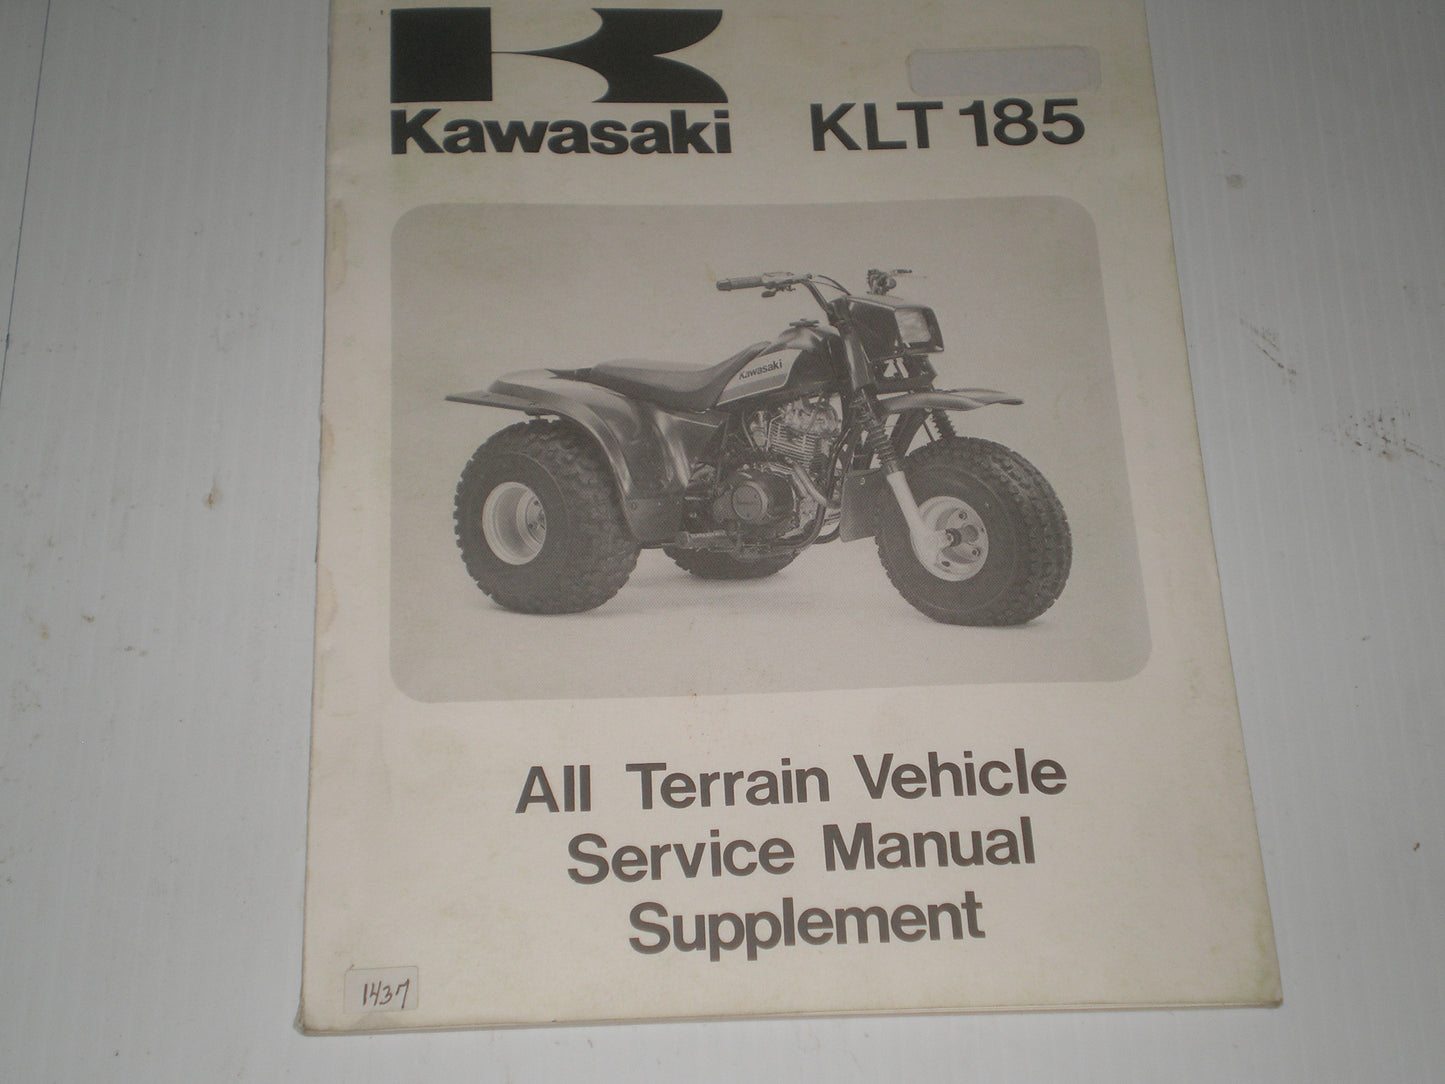 Kawasaki
KLT 185
Kawasaki
All Terrain Vehicle
Service Manual
Supplement
1437